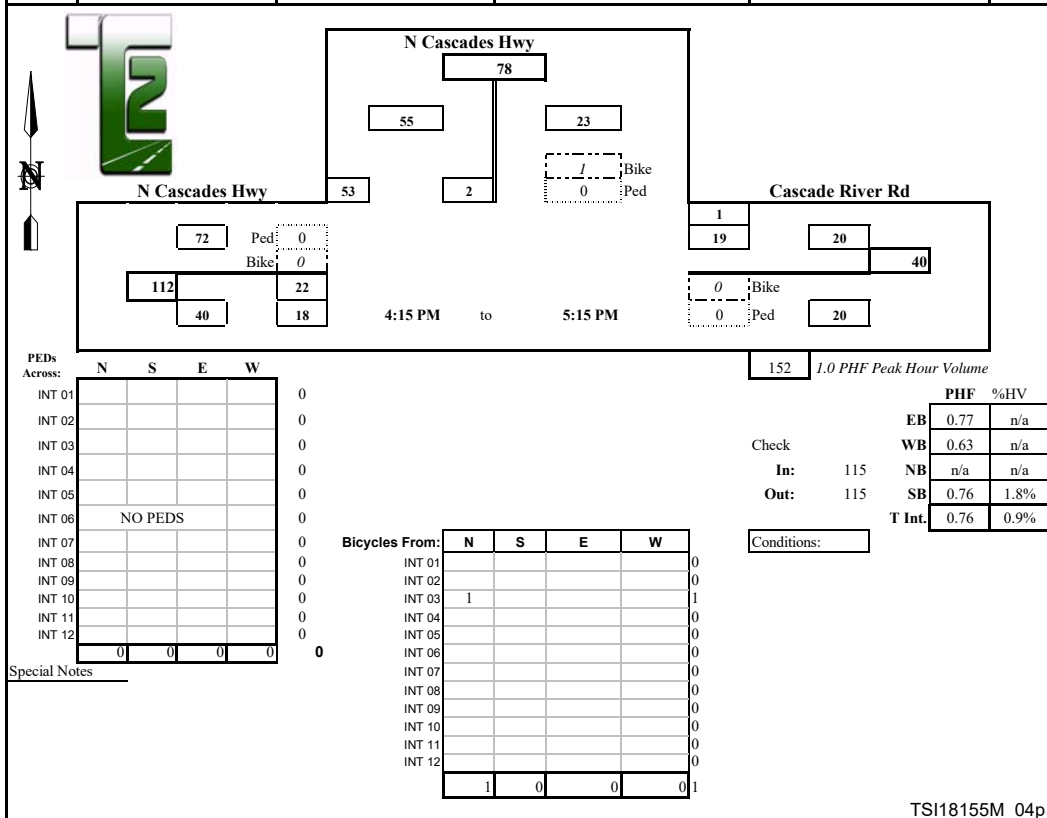 N Cascades Hwy
78
55 23
1 Bike
53 2 0 Ped
N
N Cascades Hwy
Cascade River Rd
1
72 Ped 0
19 20
Bike 0
40
112 22
0 Bike
40 18
4:15 PM to 5:15 PM
0 Ped 20
152 1.0 PHF Peak Hour Volume
PEDs
Across: N S E W
INT 01 0
INT 02 0
INT 03 0
INT 04 0
INT 05 0
INT 06 NO PEDS 0
INT 07 0
INT 08 0
INT 09 0
INT 10 0
INT 11 0
INT 12 0
0 0 0 0 0
Special Notes
PHF %HV
EB 0.77 n/a
Check WB 0.63 n/a
In: 115 NB n/a n/a
Out: 115 SB 0.76 1.8%
T Int. 0.76 0.9%
Conditions:
Bicycles From: N S E W
INT 01 0
INT 02 0
INT 03 1 1
INT 04 0
INT 05 0
INT 06 0
INT 07 0
INT 08 0
INT 09 0
INT 10 0
INT 11 0
INT 12 0
1 0 0 0 1
TSI18155M_04p